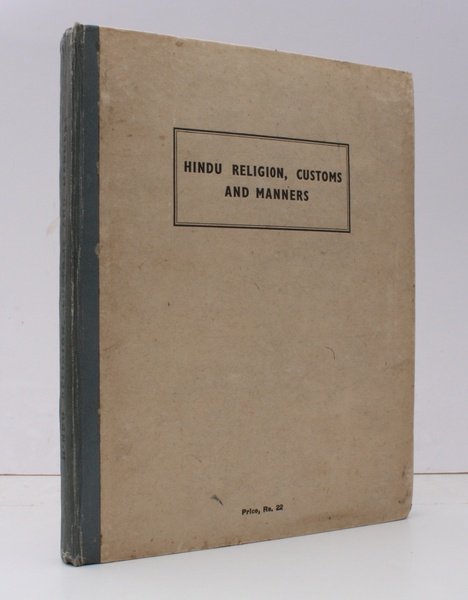 HINDU RELIGION, CUSTOMS
AND MANNERS
Price, Rs. 22